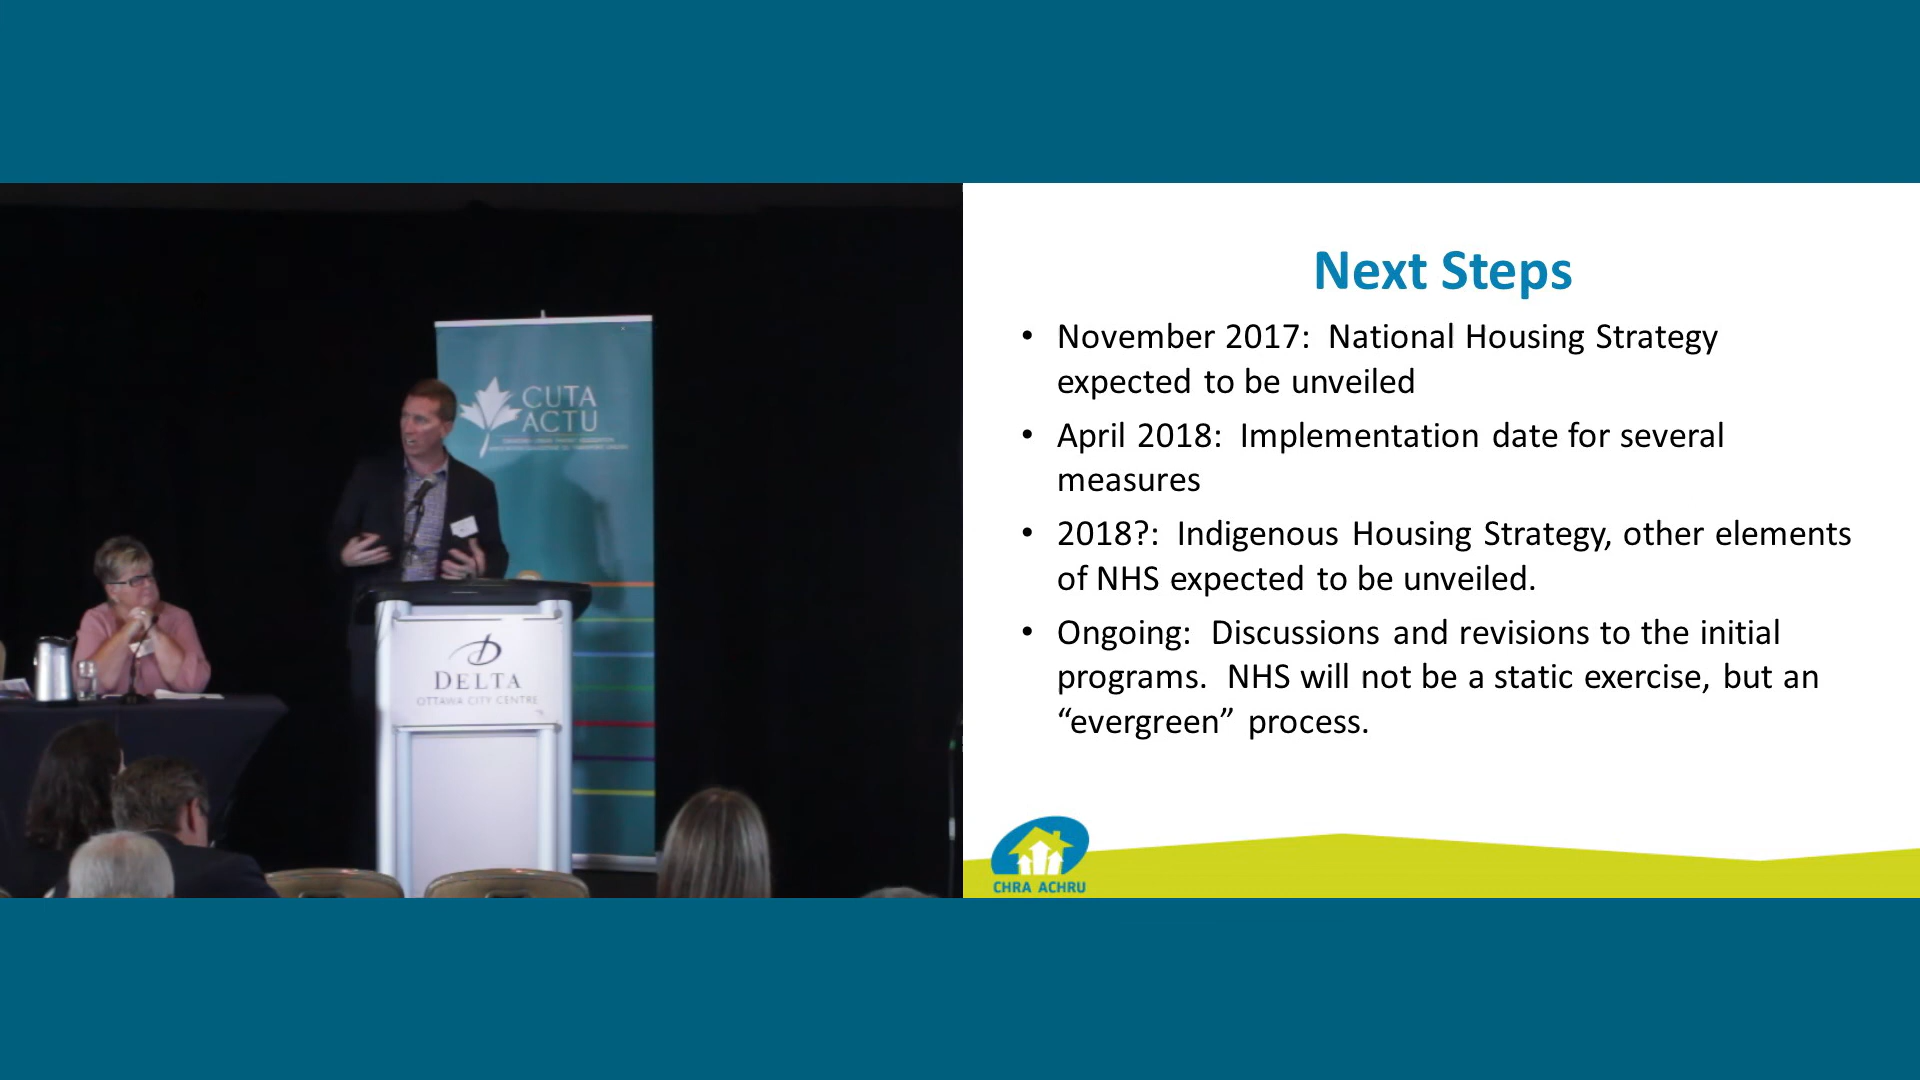 CUTA
ACTU
DELTA
OTTAWA CITY CENTRE
Next Steps
• November 2017: National Housing Strategy
expected to be unveiled
• April 2018: Implementation date for several
measures
• 2018?: Indigenous Housing Strategy, other elements
of NHS expected to be unveiled.
• Ongoing: Discussions and revisions to the initial
programs. NHS will not be a static exercise, but an
“evergreen” process.
CHRA ACHRU